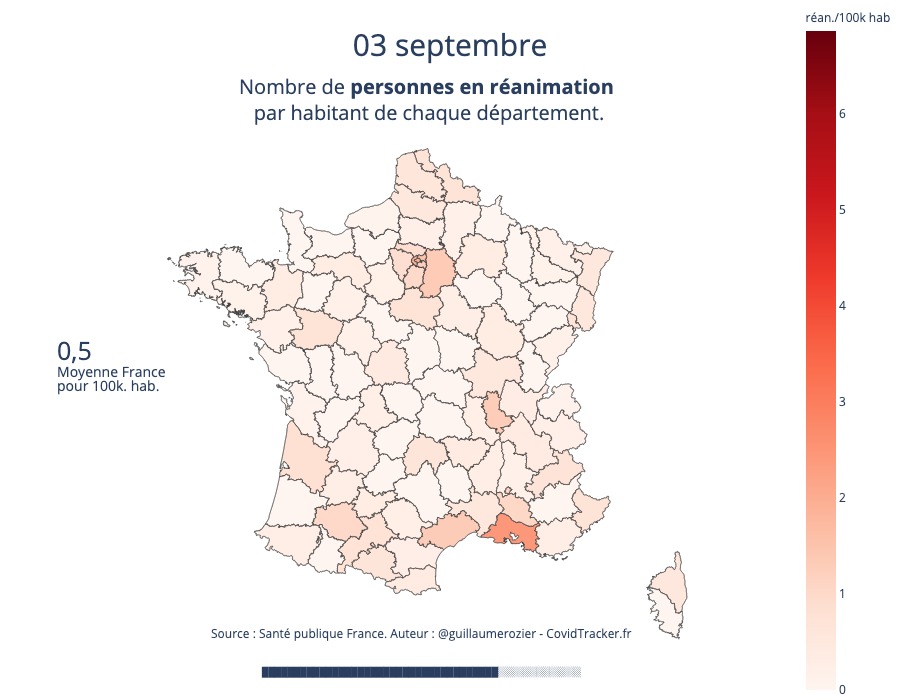 réan./100k hab
03 septembre
Nombre de personnes en réanimation
par habitant de chaque département.
6
5
4
3
2
1
0
0,5
Moyenne France
pour 100k. hab.
Source : Santé publique France. Auteur : @guillaumerozier - CovidTracker.fr